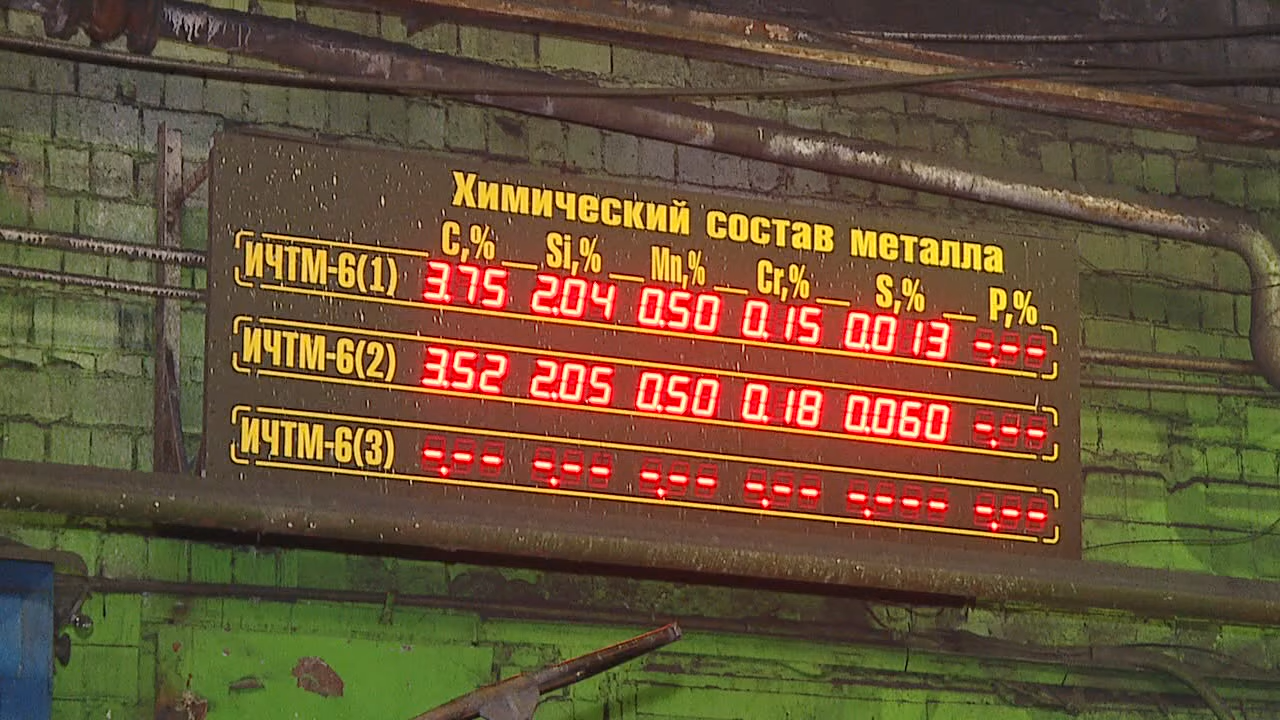 Химический состав металла
C,% Si,% Mn,% Cr,% S,% P,%
ИЧТМ-6(1) 3.75 2.04 0.50 0.15 0.013 -.--
ИЧТМ-6(2) 3.52 2.05 0.50 0.18 0.060 -.--
ИЧТМ-6(3) -.-- -.-- -.-- -.-- -.--- -.--